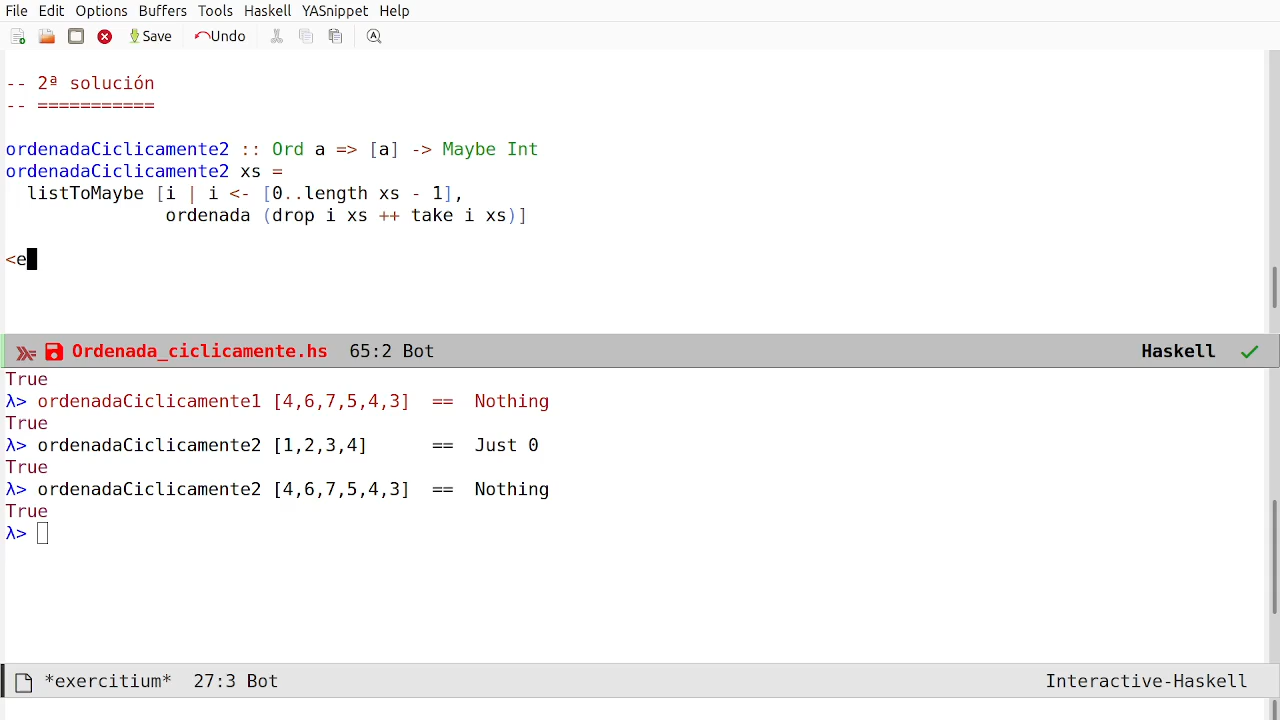 File Edit Options Buffers Tools Haskell YASnippet Help
Save Undo
-- 2ª solución
-- ===========
ordenadaCiclicamente2 :: Ord a => [a] -> Maybe Int
ordenadaCiclicamente2 xs =
  listToMaybe [i | i <- [0..length xs - 1],
               ordenada (drop i xs ++ take i xs)]
<e
Ordenada_ciclicamente.hs 65:2 Bot Haskell
True
λ> ordenadaCiclicamente1 [4,6,7,5,4,3]  ==  Nothing
True
λ> ordenadaCiclicamente2 [1,2,3,4]      ==  Just 0
True
λ> ordenadaCiclicamente2 [4,6,7,5,4,3]  ==  Nothing
True
λ>
*exercitium* 27:3 Bot Interactive-Haskell